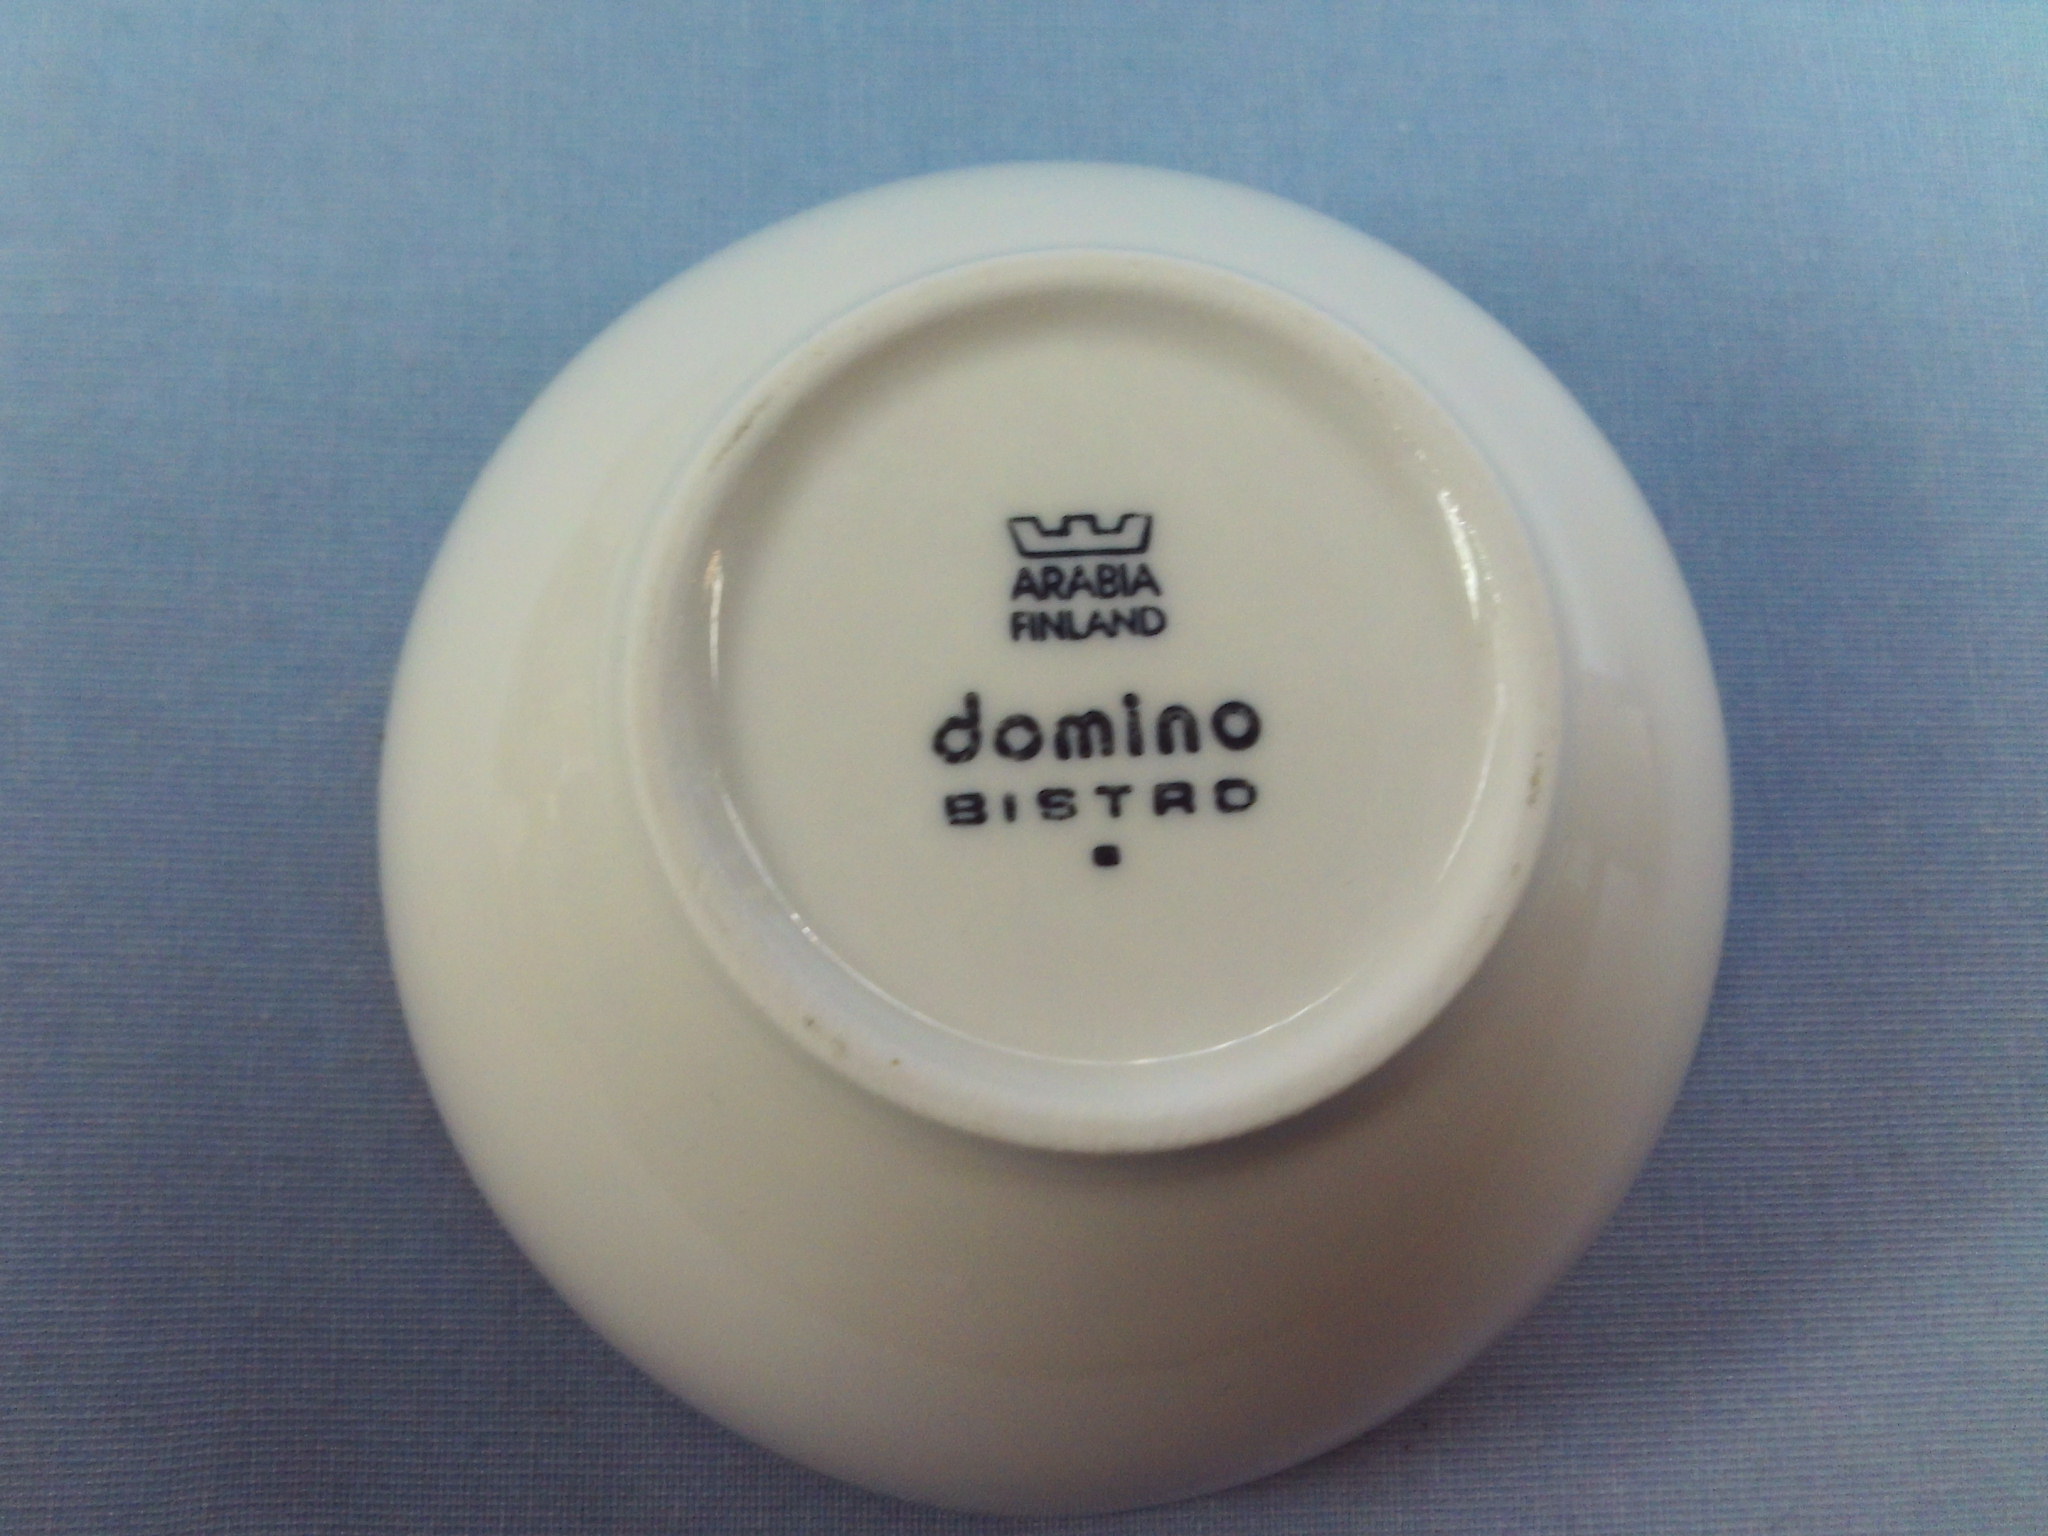 ARABIA
FINLAND
domino
BISTRO